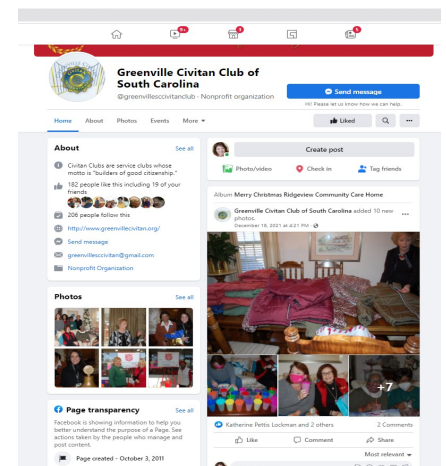 9+
3
5
Greenville Civitan Club of
South Carolina
@greenvillesccivitanclub · Nonprofit organization
Send message
Hi! Please let us know how we can help.
Home About Photos Events More
Liked
About See all
Civitan Clubs are service clubs whose
motto is "builders of good citizenship."
182 people like this including 19 of your
friends
206 people follow this
http://www.greenvillecivitan.org/
Send message
greenvillesccivitan@gmail.com
Nonprofit Organization
Photos See all
Page transparency See all
Facebook is showing information to help you
better understand the purpose of a Page. See
actions taken by the people who manage and
post content.
Page created - October 3, 2011
Create post
Photo/video Check in Tag friends
Album Merry Christmas Ridgeview Community Care Home
Greenville Civitan Club of South Carolina added 10 new
photos.
December 19, 2021 at 4:21 PM ·
+7
Katherine Pettis Lockman and 2 others 2 Comments
Like Comment Share
Most relevant